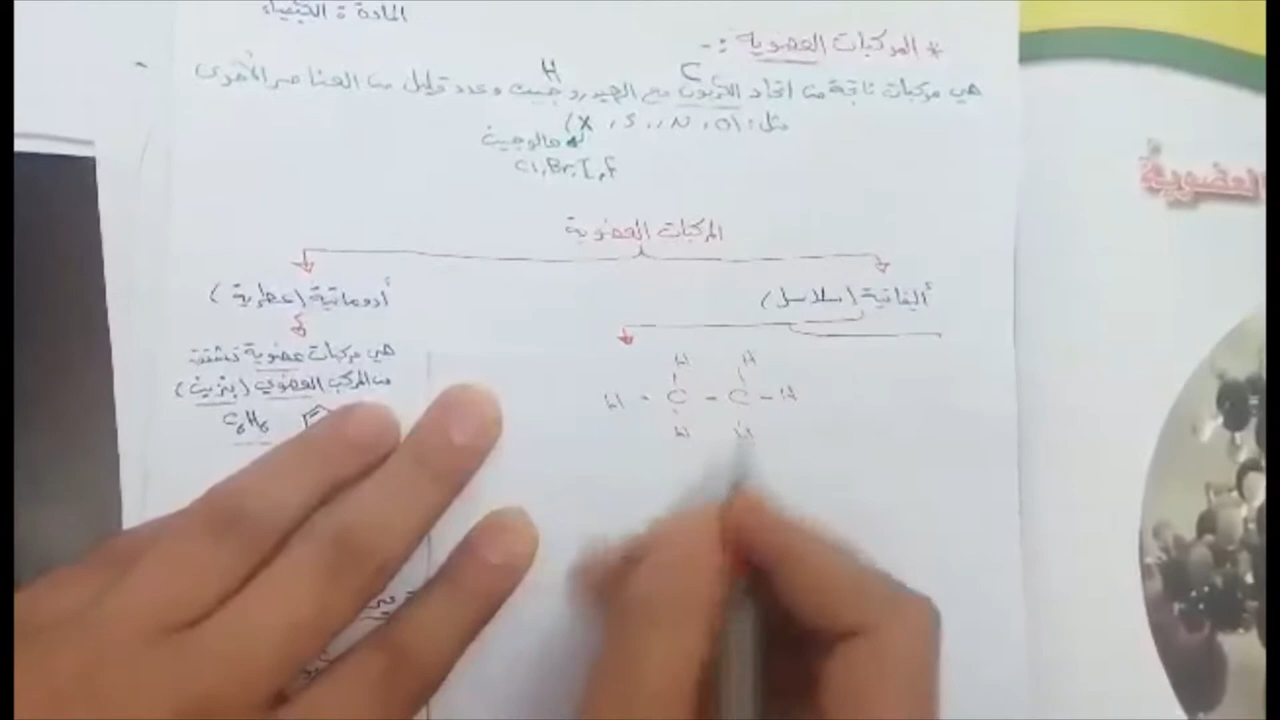 المادة : الكيمياء
* المركبات العضوية :-
هي مركبات ناتجة من اتحاد الكربون مع الهيدروجين وعدد قليل من العناصر الأخرى
C H
مثل : (O ، N ، S ، X)
هالوجين
Cl, Br, I, F
المركبات العضوية
أليفاتية (سلاسل)
أروماتية (عطرية)
هي مركبات عضوية تشتق
من المركب العضوي (بنزين)
C6H6
H H
H - C - C - H
H H
العضوية